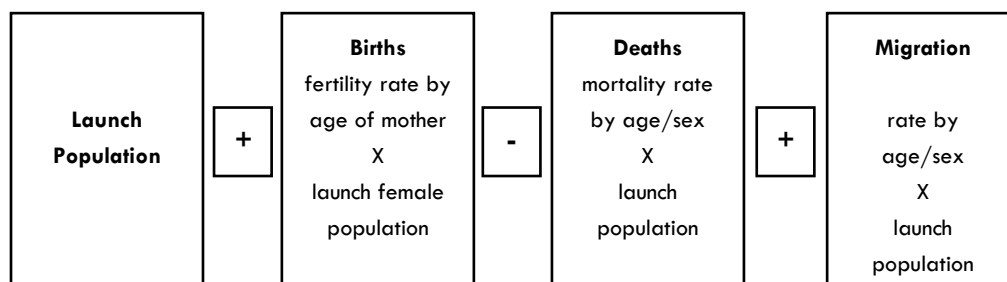 Launch
Population
+
Births
fertility rate by
age of mother
X
launch female
population
-
Deaths
mortality rate
by age/sex
X
launch
population
+
Migration
rate by
age/sex
X
launch
population